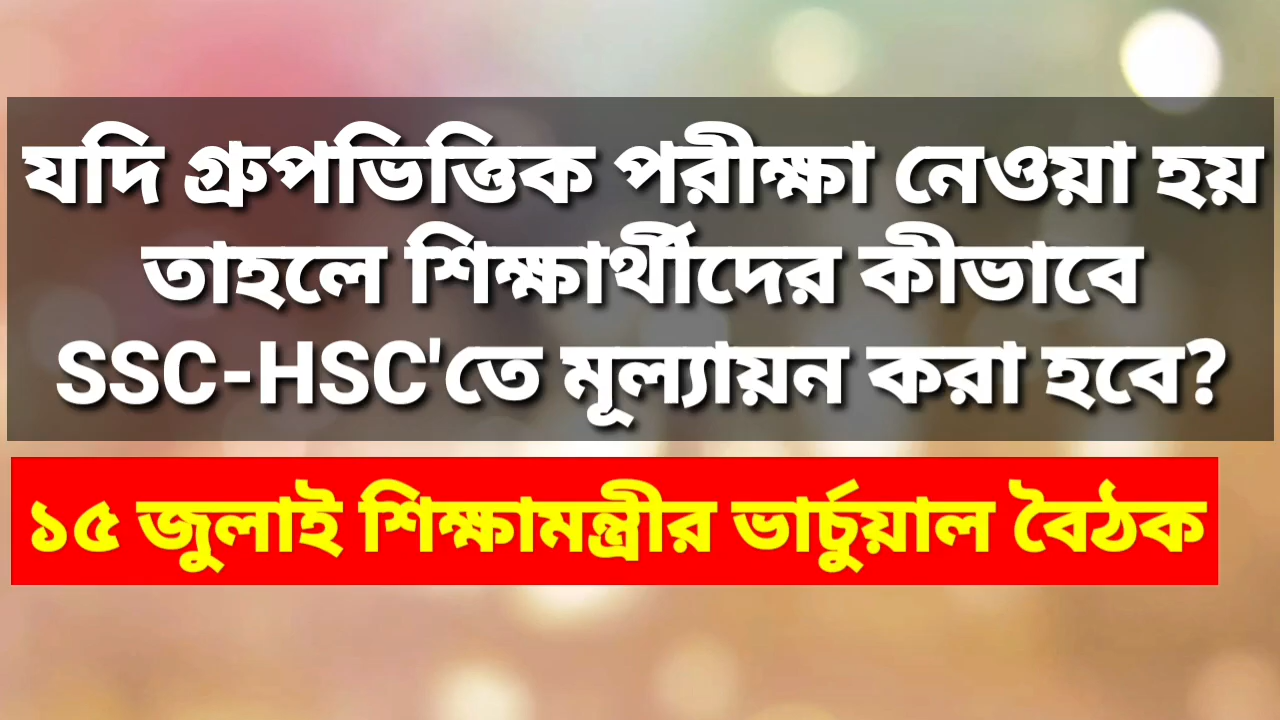 যদি গ্রুপভিত্তিক পরীক্ষা নেওয়া হয়
তাহলে শিক্ষার্থীদের কীভাবে
SSC-HSC'তে মূল্যায়ন করা হবে?
১৫ জুলাই শিক্ষামন্ত্রীর ভার্চুয়াল বৈঠক